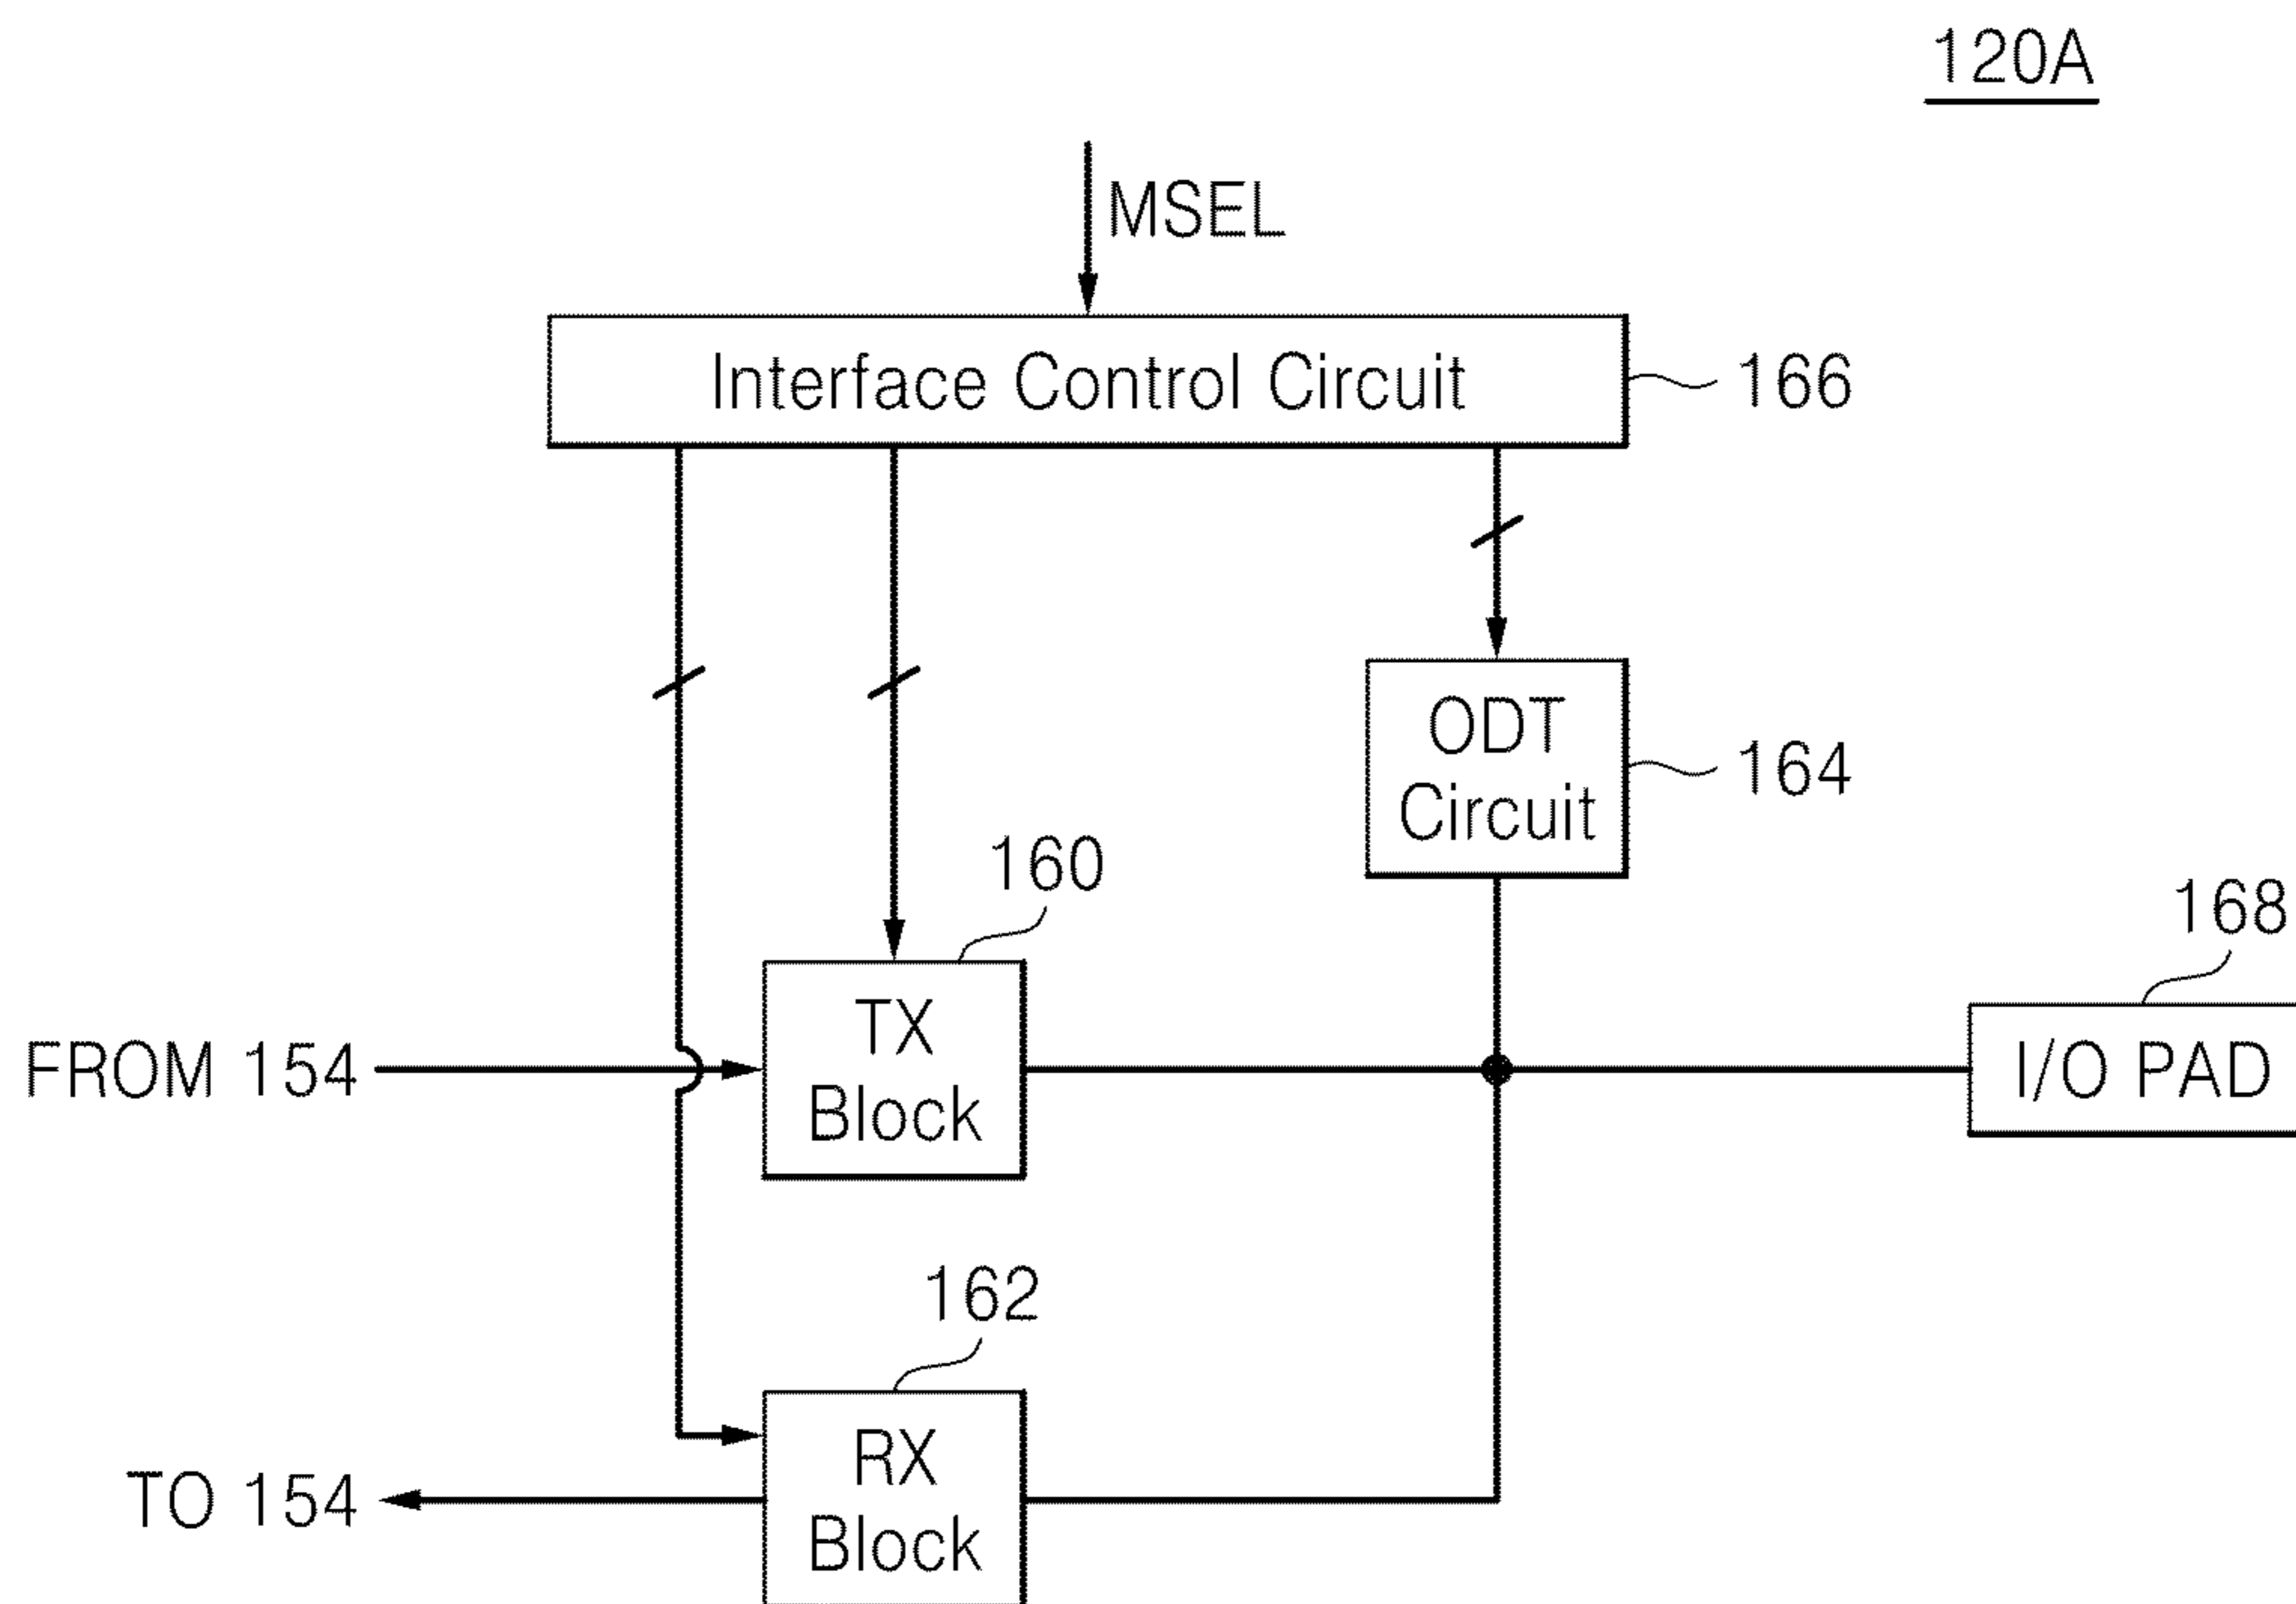 120A
MSEL
Interface Control Circuit
166
ODT
Circuit
164
160
168
TX
Block
FROM 154
I/O PAD
162
RX
Block
TO 154